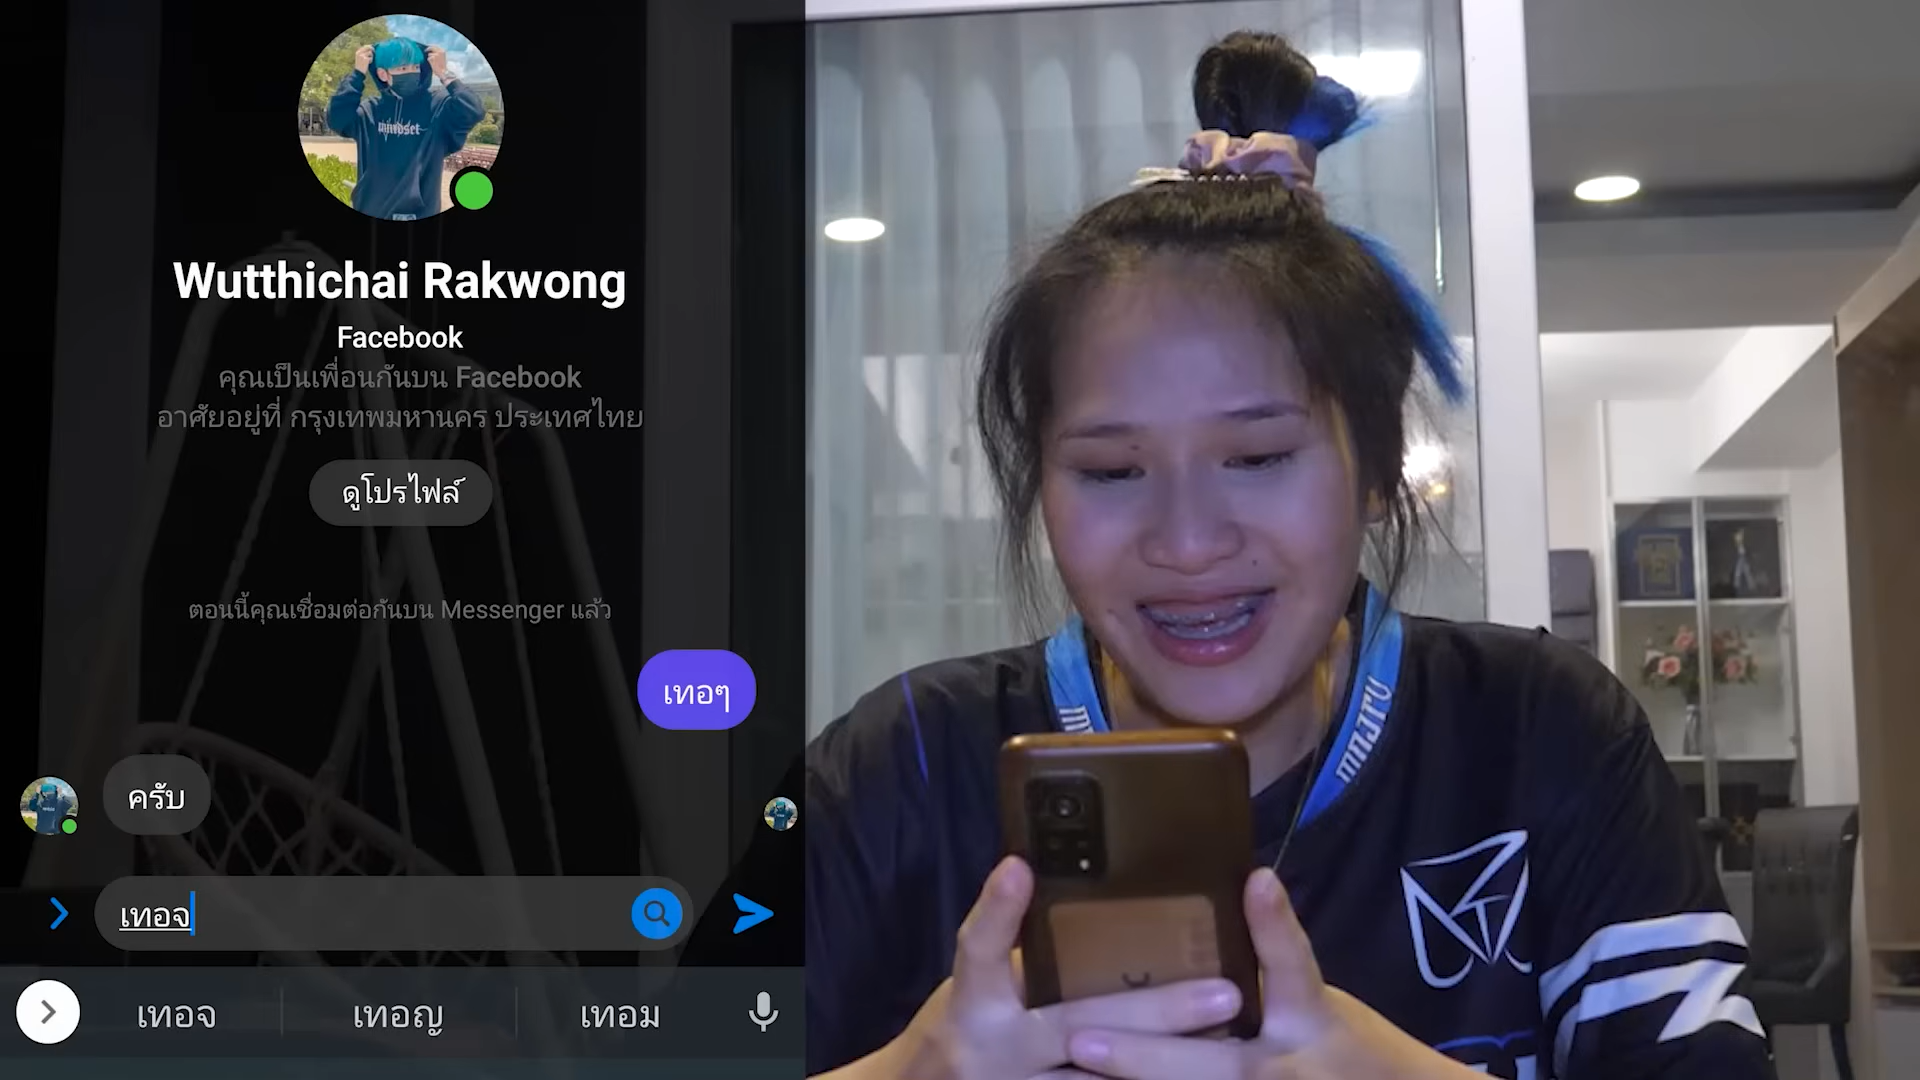 mindset
Wutthichai Rakwong
Facebook
คุณเป็นเพื่อนกันบน Facebook
อาศัยอยู่ที่ กรุงเทพมหานคร ประเทศไทย
ดูโปรไฟล์
ตอนนี้คุณเชื่อมต่อกันบน Messenger แล้ว
เทอๆ
ครับ
เทอจ
เทอจ เทอญ เทอม